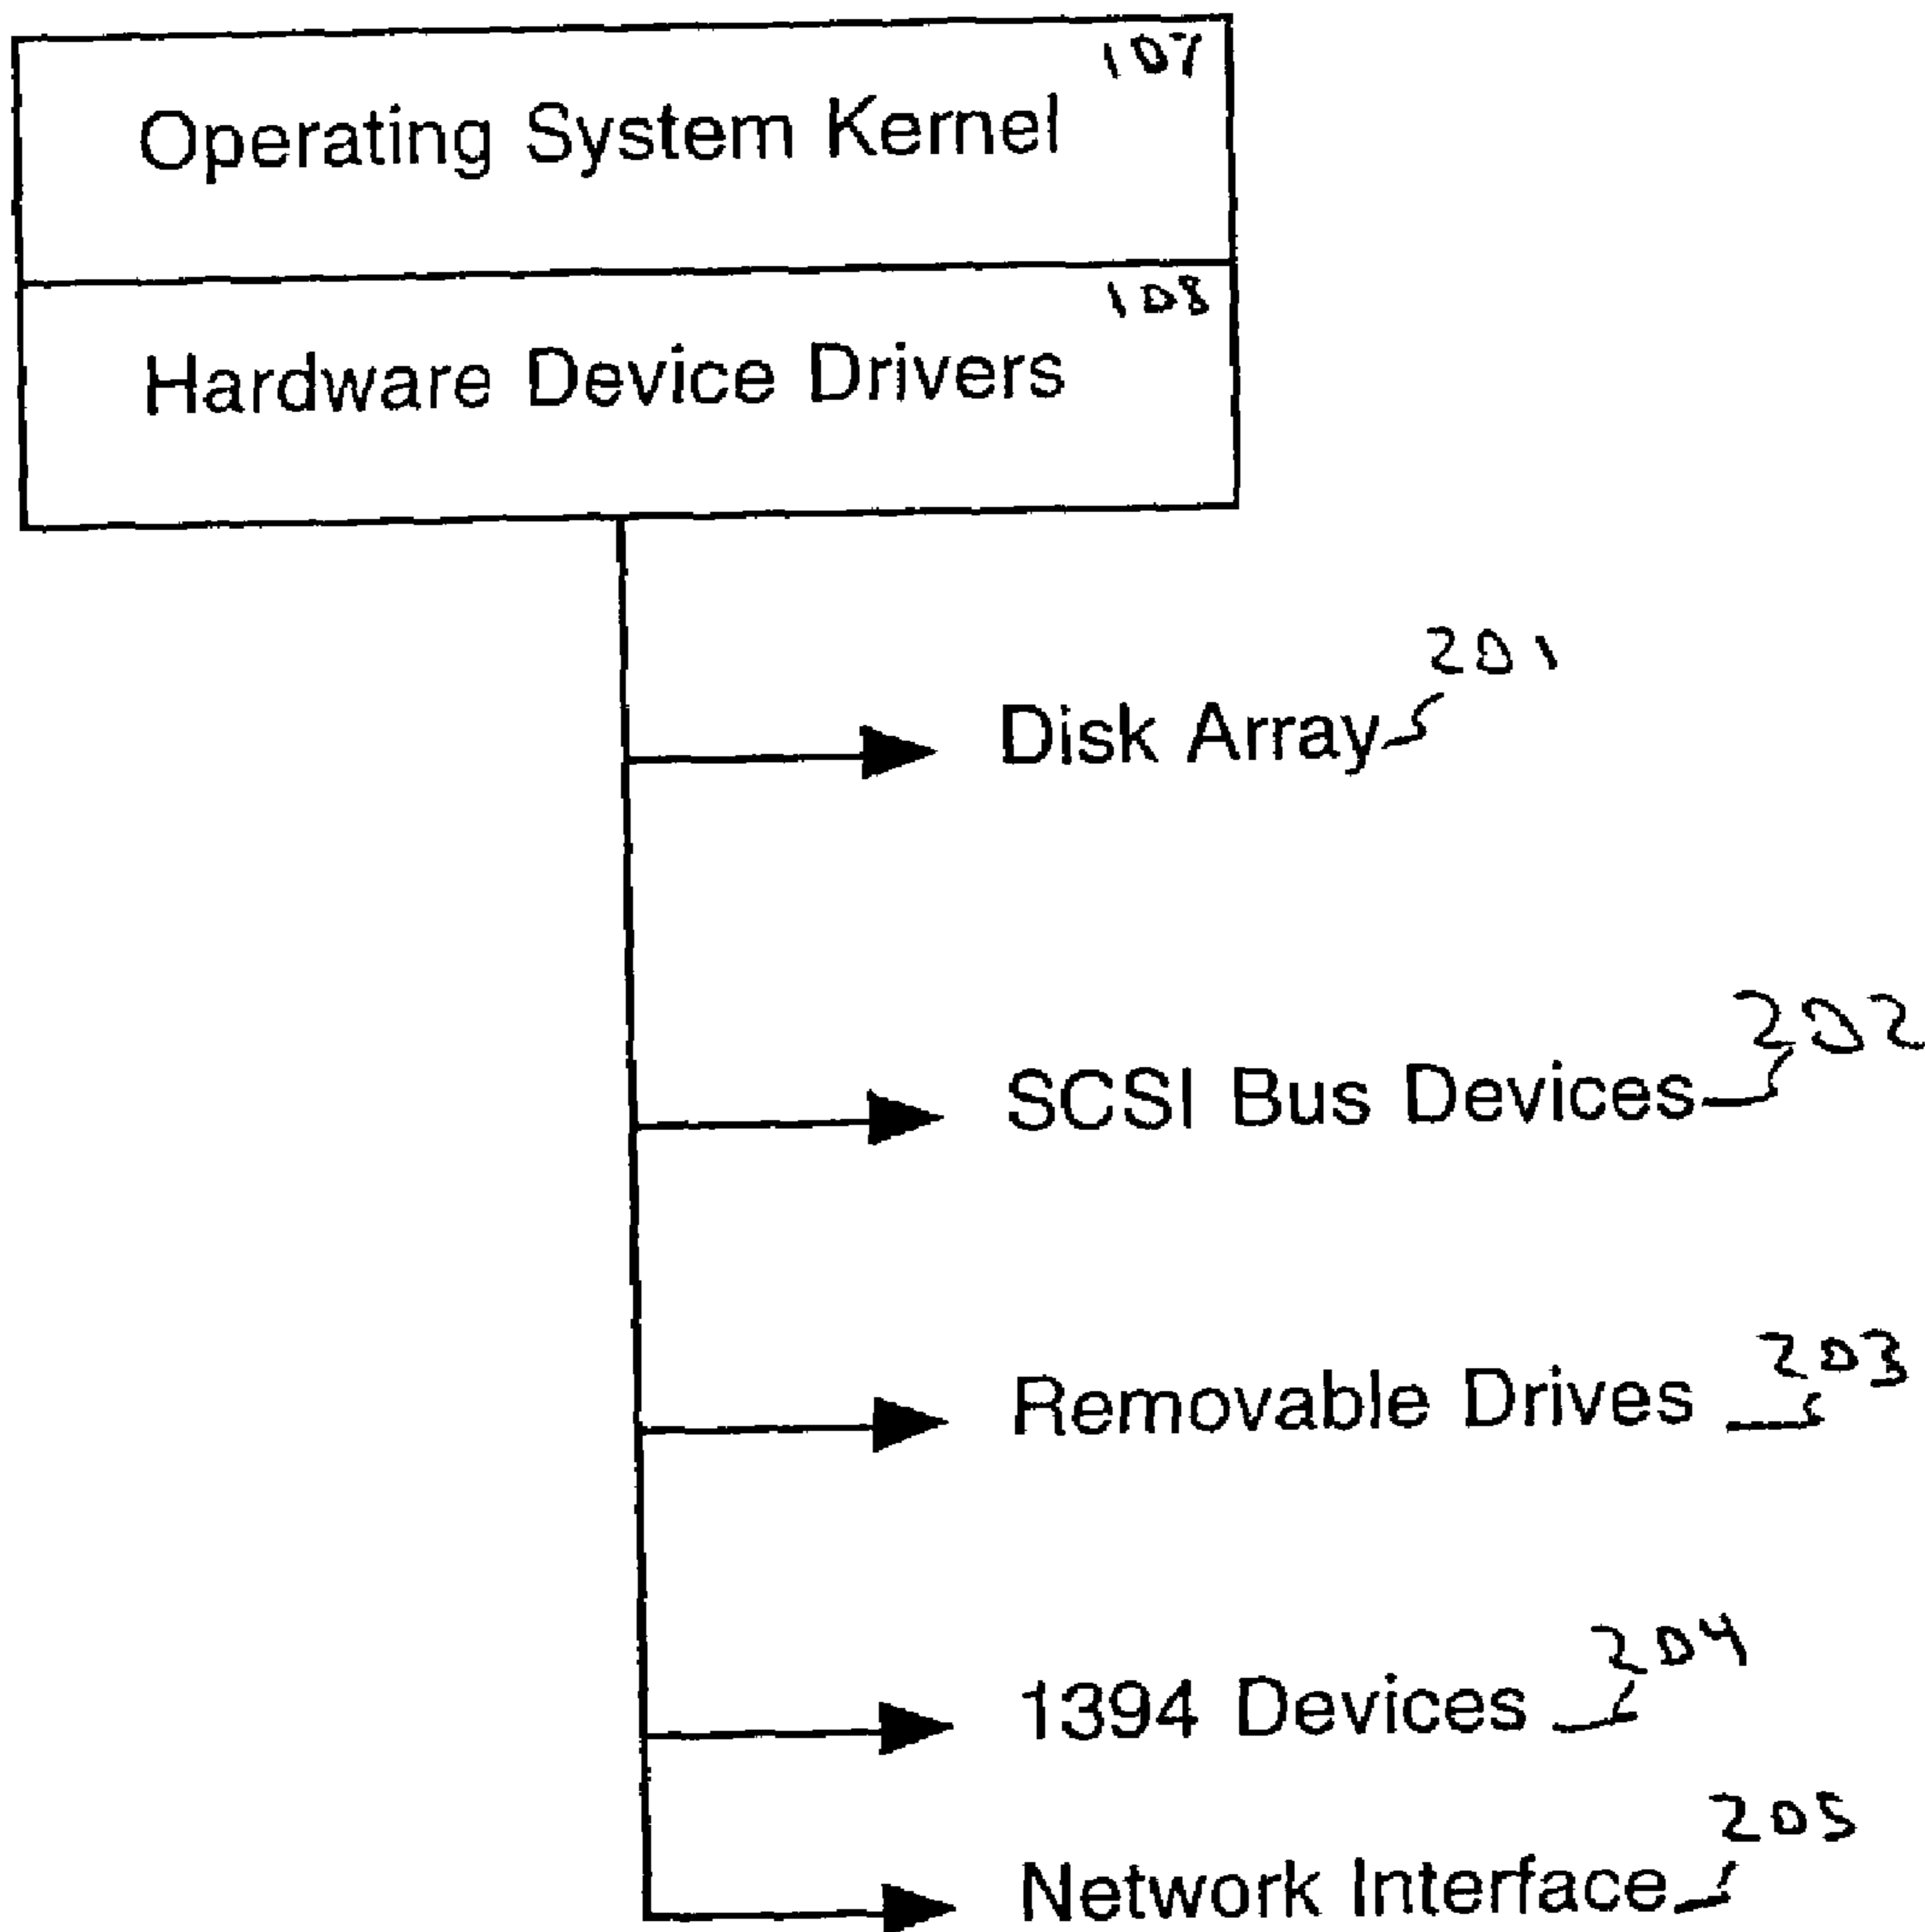 107
Operating System Kernel
108
Hardware Device Drivers
201
Disk Array
202
SCSI Bus Devices
203
Removable Drives
204
1394 Devices
205
Network Interface